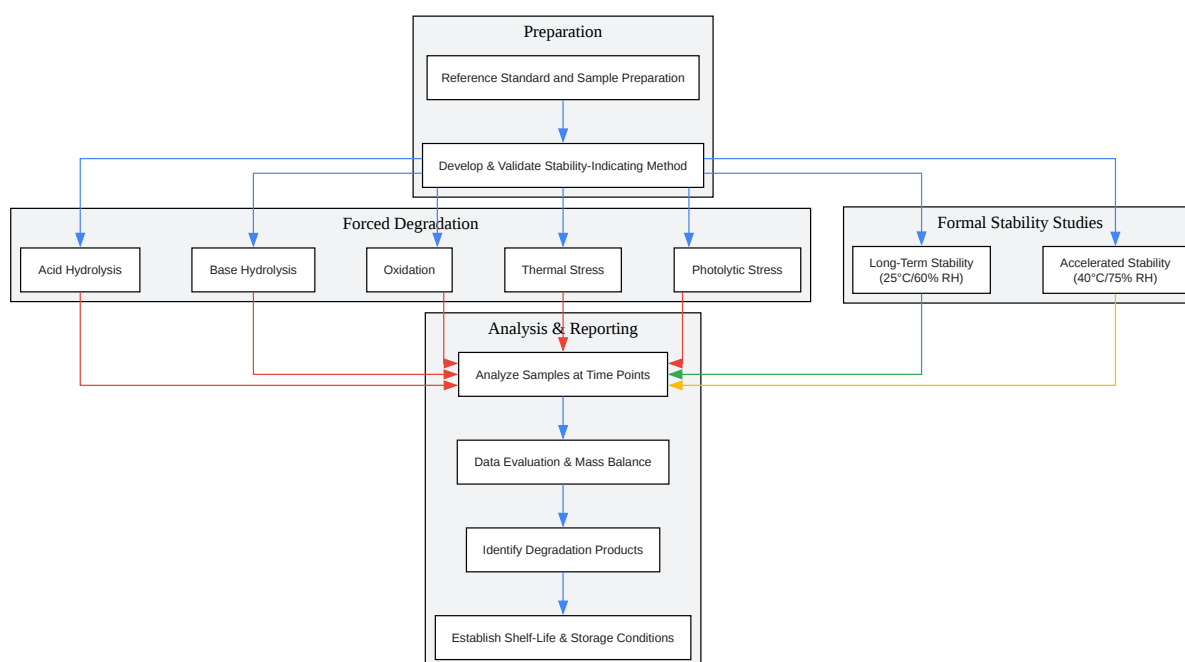 Preparation
Reference Standard and Sample Preparation
Develop & Validate Stability-Indicating Method
Forced Degradation
Acid Hydrolysis
Base Hydrolysis
Oxidation
Thermal Stress
Photolytic Stress
Formal Stability Studies
Long-Term Stability
(25°C/60% RH)
Accelerated Stability
(40°C/75% RH)
Analysis & Reporting
Analyze Samples at Time Points
Data Evaluation & Mass Balance
Identify Degradation Products
Establish Shelf-Life & Storage Conditions